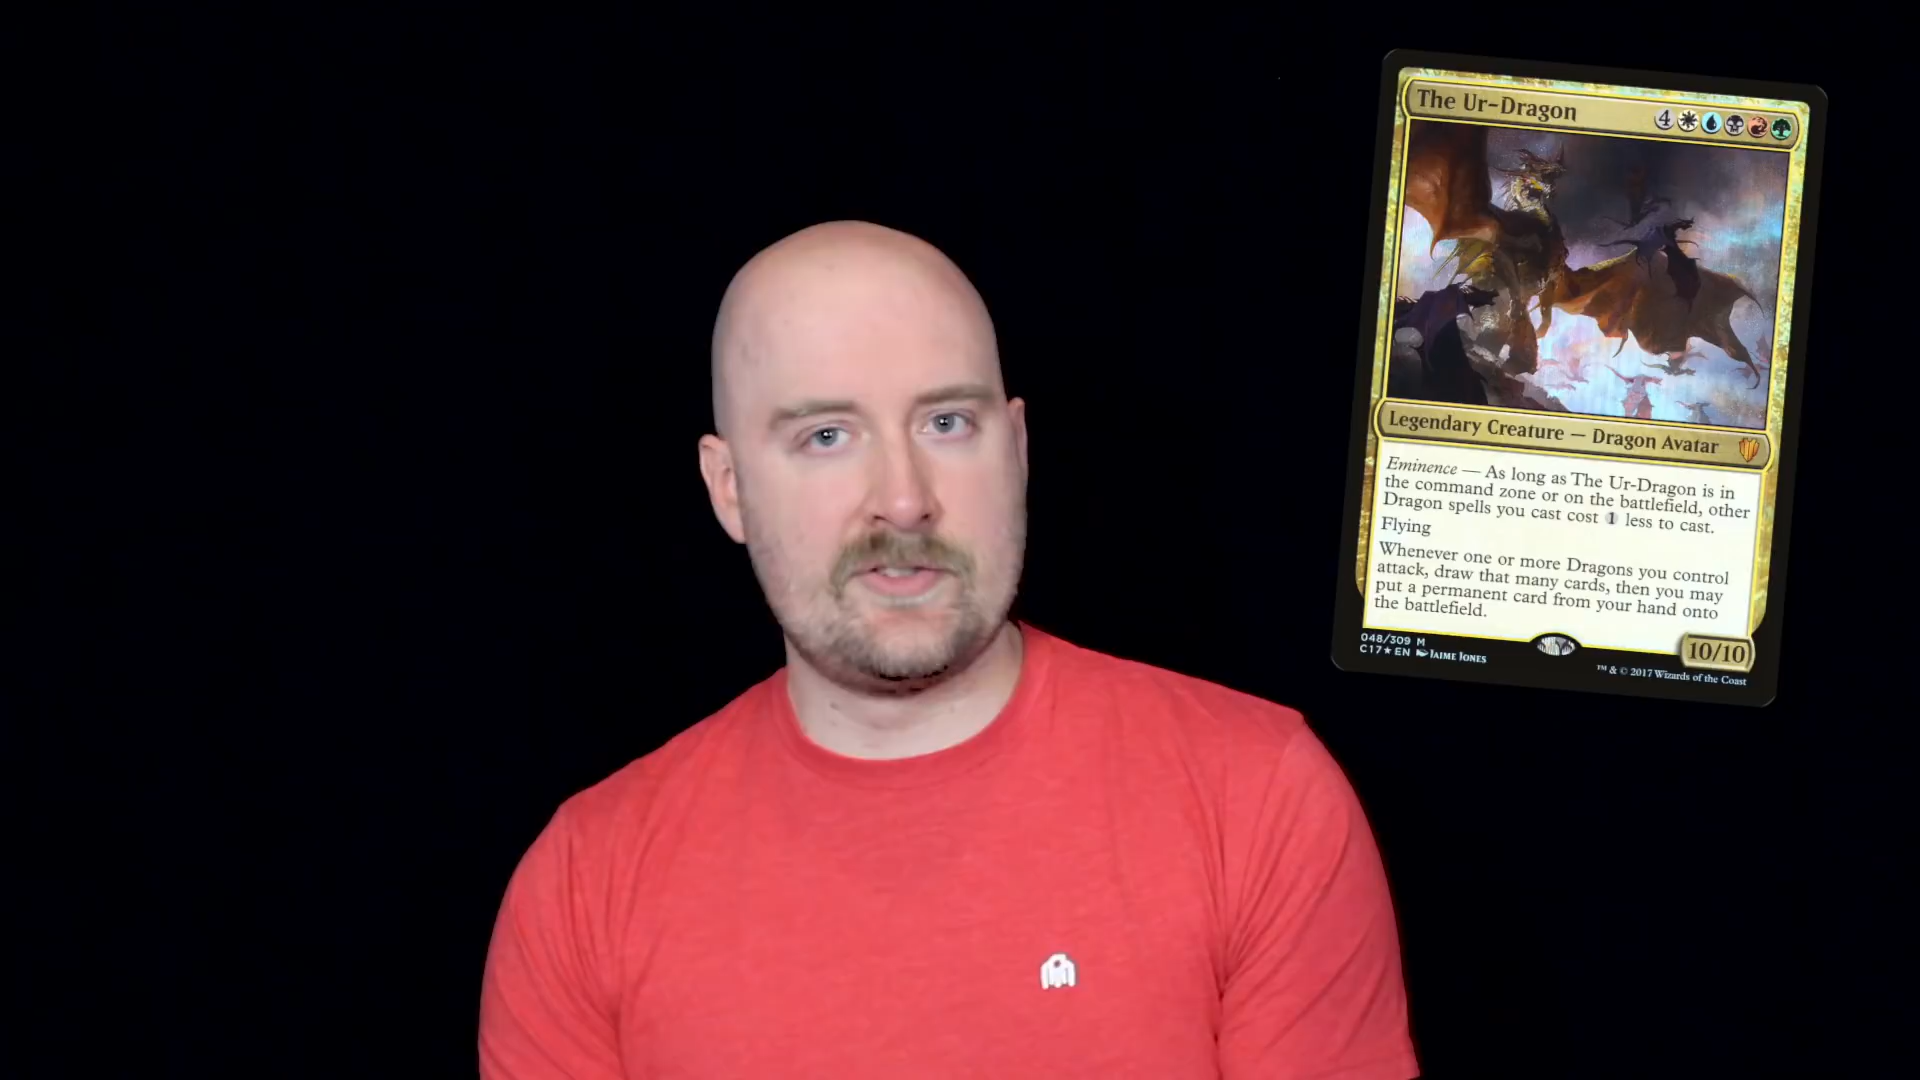 The Ur-Dragon
4
Legendary Creature — Dragon Avatar
Eminence — As long as The Ur-Dragon is in
the command zone or on the battlefield, other
Dragon spells you cast cost 1 less to cast.
Flying
Whenever one or more Dragons you control
attack, draw that many cards, then you may
put a permanent card from your hand onto
the battlefield.
10/10
048/309 M
C17★EN JAIME JONES
™ & © 2017 Wizards of the Coast